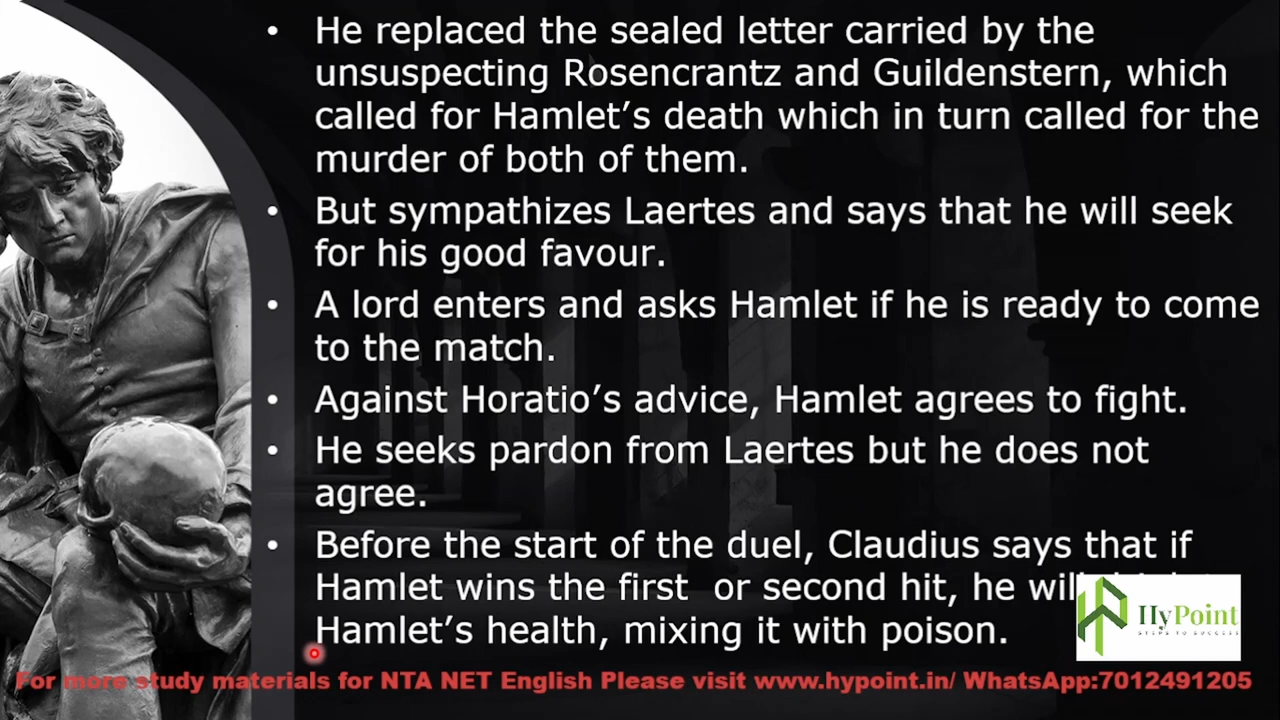 • He replaced the sealed letter carried by the
unsuspecting Rosencrantz and Guildenstern, which
called for Hamlet’s death which in turn called for the
murder of both of them.
• But sympathizes Laertes and says that he will seek
for his good favour.
• A lord enters and asks Hamlet if he is ready to come
to the match.
• Against Horatio’s advice, Hamlet agrees to fight.
• He seeks pardon from Laertes but he does not
agree.
• Before the start of the duel, Claudius says that if
Hamlet wins the first or second hit, he will
Hamlet’s health, mixing it with poison.
HyPoint
STEPS TO SUCCESS
For more study materials for NTA NET English Please visit www.hypoint.in/ WhatsApp:7012491205